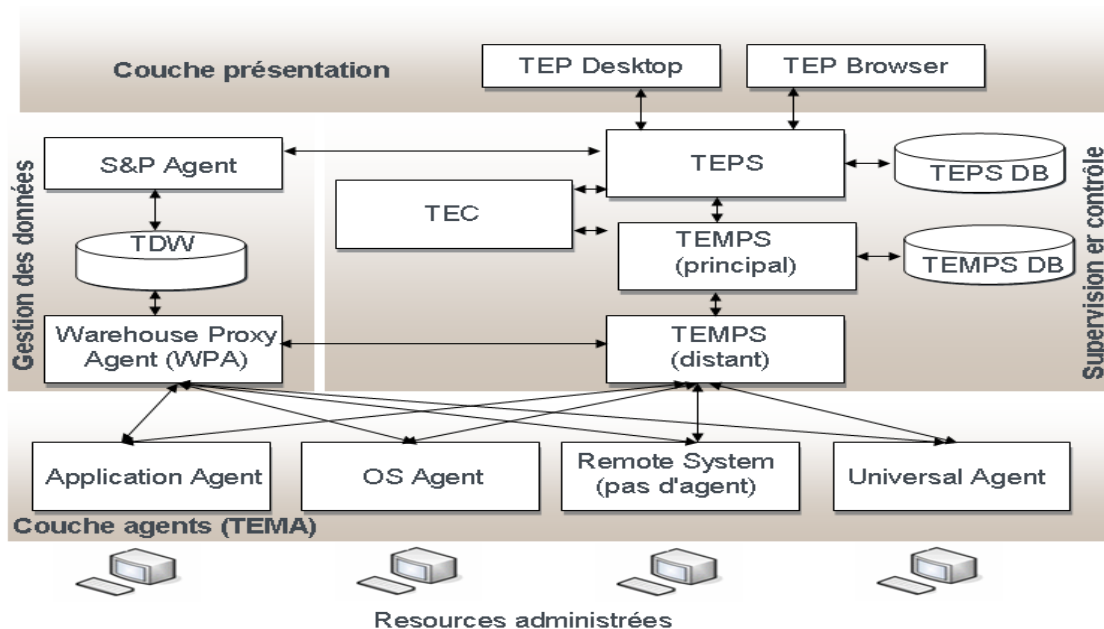 Couche présentation
TEP Desktop
TEP Browser
Gestion des données
S&P Agent
TEPS
TEPS DB
TEC
TDW
TEMPS
(principal)
TEMPS DB
Supervision er contrôle
Warehouse Proxy
Agent (WPA)
TEMPS
(distant)
Application Agent
OS Agent
Remote System
(pas d'agent)
Universal Agent
Couche agents (TEMA)
Resources administrées